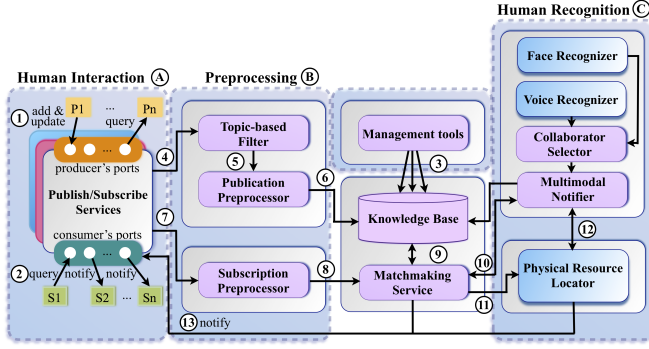 Human Interaction A
Preprocessing B
Human Recognition C
1
add &
update
P1
...
Pn
query
...
producer's ports
Publish/Subscribe
Services
consumer's ports
...
2
query
notify
notify
S1
S2
...
Sn
4
7
Topic-based
Filter
5
Publication
Preprocessor
6
Subscription
Preprocessor
8
13 notify
Management tools
3
Knowledge Base
9
Matchmaking
Service
10
11
Face Recognizer
Voice Recognizer
Collaborator
Selector
Multimodal
Notifier
12
Physical Resource
Locator